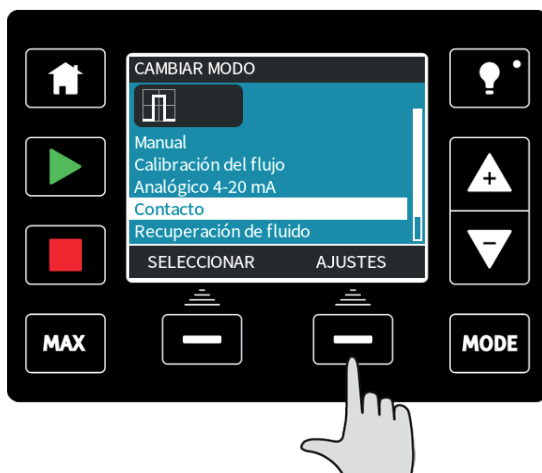 CAMBIAR MODO
Manual
Calibración del flujo
Analógico 4-20 mA
Contacto
Recuperación de fluido
SELECCIONAR AJUSTES
MAX
MODE
+
-